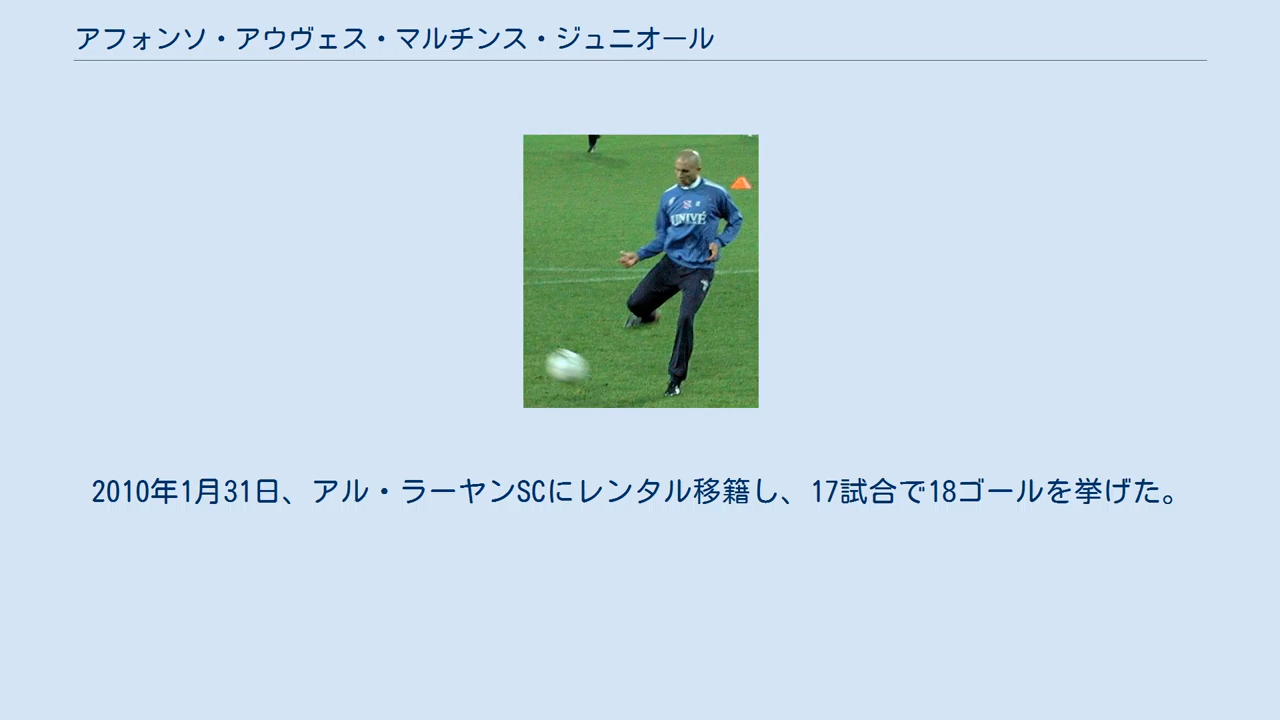 アフォンソ・アウヴェス・マルチンス・ジュニオール
UNIVÉ
2010年1月31日、アル・ラーヤンSCにレンタル移籍し、17試合で18ゴールを挙げた。